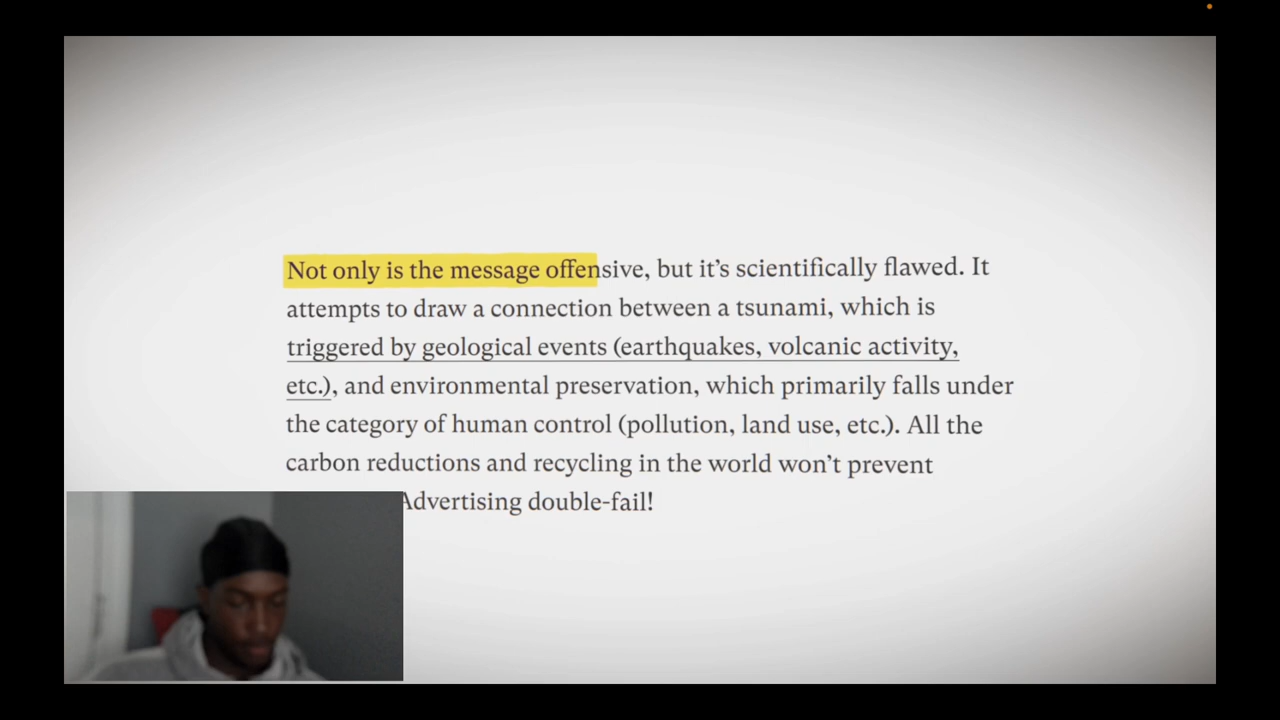 Not only is the message offensive, but it’s scientifically flawed. It
attempts to draw a connection between a tsunami, which is
triggered by geological events (earthquakes, volcanic activity,
etc.), and environmental preservation, which primarily falls under
the category of human control (pollution, land use, etc.). All the
carbon reductions and recycling in the world won’t prevent
Advertising double-fail!